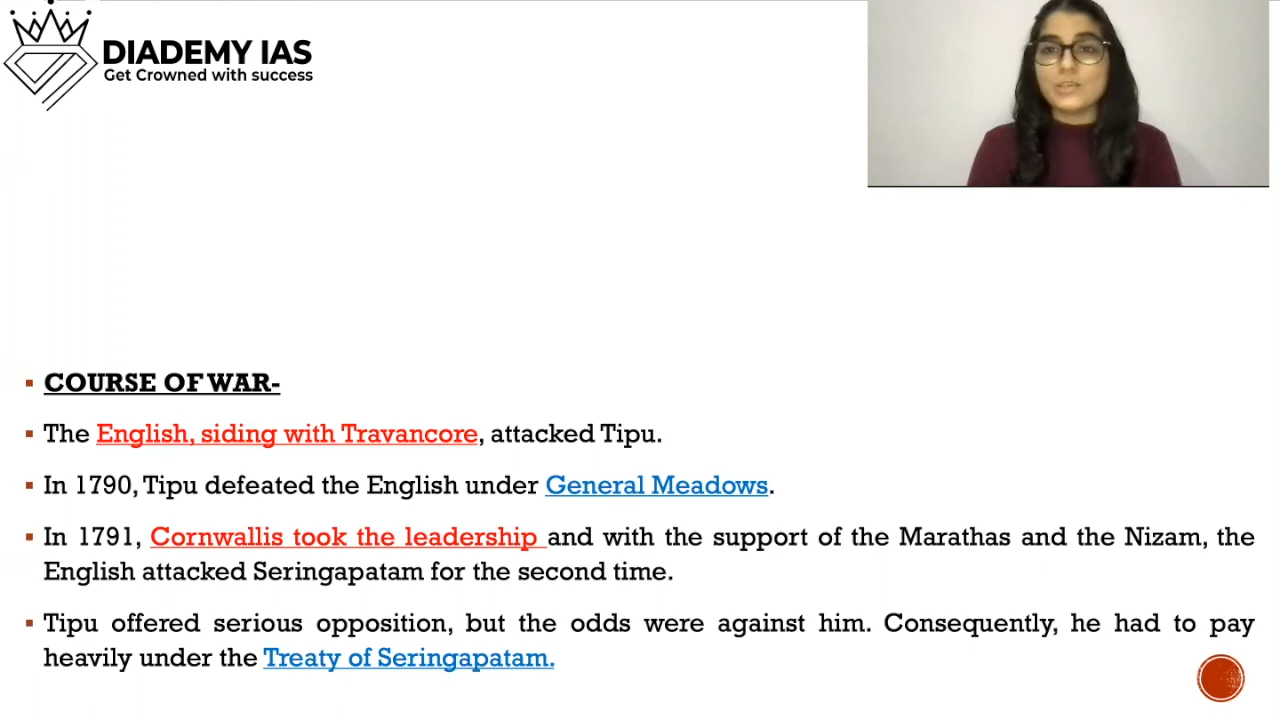 DIADEMY IAS
Get Crowned with success
COURSE OF WAR-
The English, siding with Travancore, attacked Tipu.
In 1790, Tipu defeated the English under General Meadows.
In 1791, Cornwallis took the leadership and with the support of the Marathas and the Nizam, the
English attacked Seringapatam for the second time.
Tipu offered serious opposition, but the odds were against him. Consequently, he had to pay
heavily under the Treaty of Seringapatam.